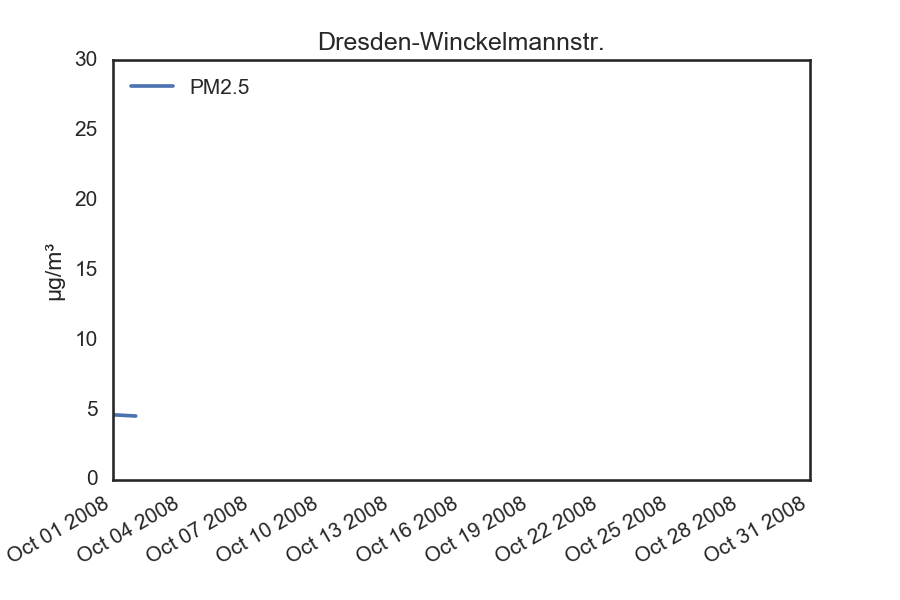 Dresden-Winckelmannstr.
30
25
20
15
10
5
0
µg/m³
PM2.5
Oct 01 2008
Oct 04 2008
Oct 07 2008
Oct 10 2008
Oct 13 2008
Oct 16 2008
Oct 19 2008
Oct 22 2008
Oct 25 2008
Oct 28 2008
Oct 31 2008